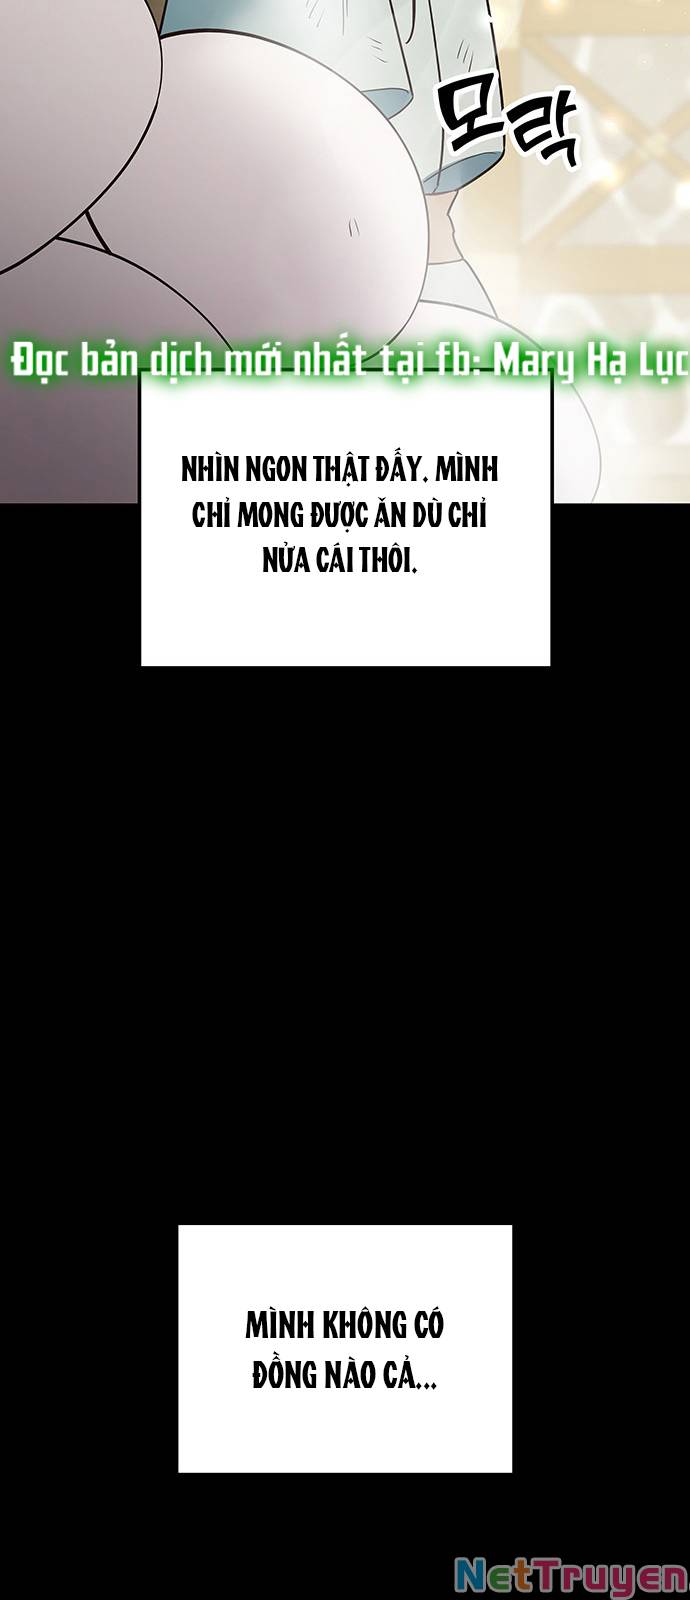 모락
Đọc bản dịch mới nhất tại fb: Mary Hạ Lục
NHÌN NGON THẬT ĐẤY. MÌNH
CHỈ MONG ĐƯỢC ĂN DÙ CHỈ
NỬA CÁI THÔI.
MÌNH KHÔNG CÓ
ĐỒNG NÀO CẢ...
NetTruyen